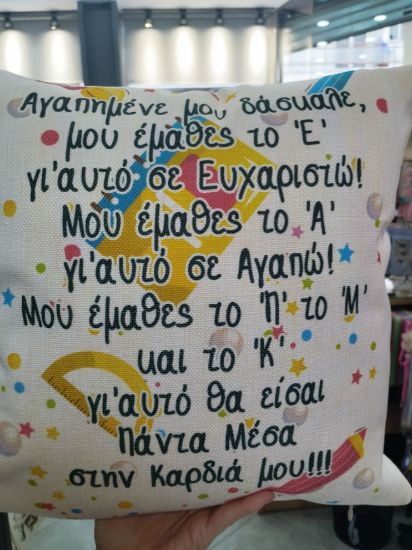 Αγαπημένε μου δάσκαλε,
μου έμαθες το 'Ε'
γι'αυτό σε Ευχαριστώ!
Μου έμαθες το 'Α'
γι'αυτό σε Αγαπώ!
Μου έμαθες το 'Π' το 'Μ'
και το 'Κ'
γι'αυτό θα είσαι
Πάντα Μέσα
στην Καρδιά μου!!!